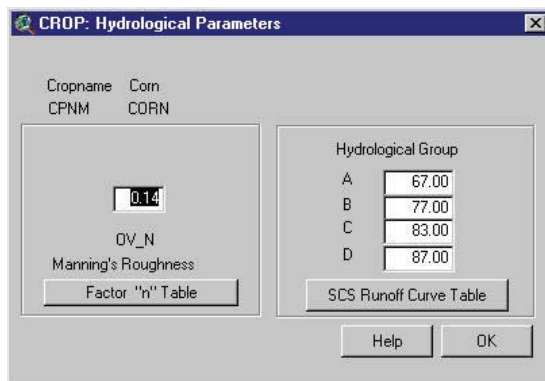 CROP: Hydrological Parameters
Cropname Corn
CPNM CORN
0.14
OV_N
Manning's Roughness
Factor "n" Table
Hydrological Group
A 67.00
B 77.00
C 83.00
D 87.00
SCS Runoff Curve Table
Help OK